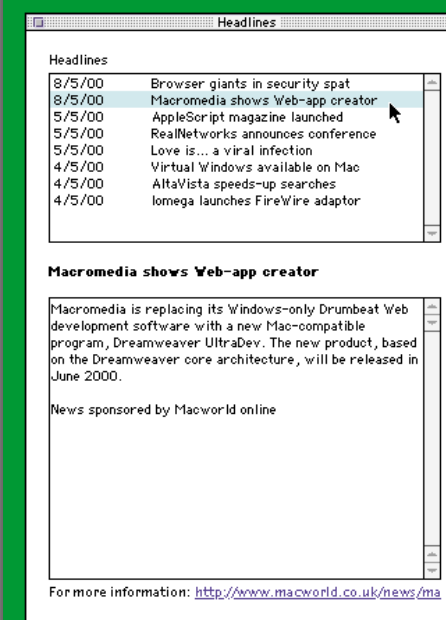 Headlines
Headlines
8/5/00 Browser giants in security spat
8/5/00 Macromedia shows Web-app creator
5/5/00 AppleScript magazine launched
5/5/00 RealNetworks announces conference
5/5/00 Love is... a viral infection
4/5/00 Virtual Windows available on Mac
4/5/00 AltaVista speeds-up searches
4/5/00 Iomega launches FireWire adaptor
Macromedia shows Web-app creator
Macromedia is replacing its Windows-only Drumbeat Web
development software with a new Mac-compatible
program, Dreamweaver UltraDev. The new product, based
on the Dreamweaver core architecture, will be released in
June 2000.
News sponsored by Macworld online
For more information: http://www.macworld.co.uk/news/ma